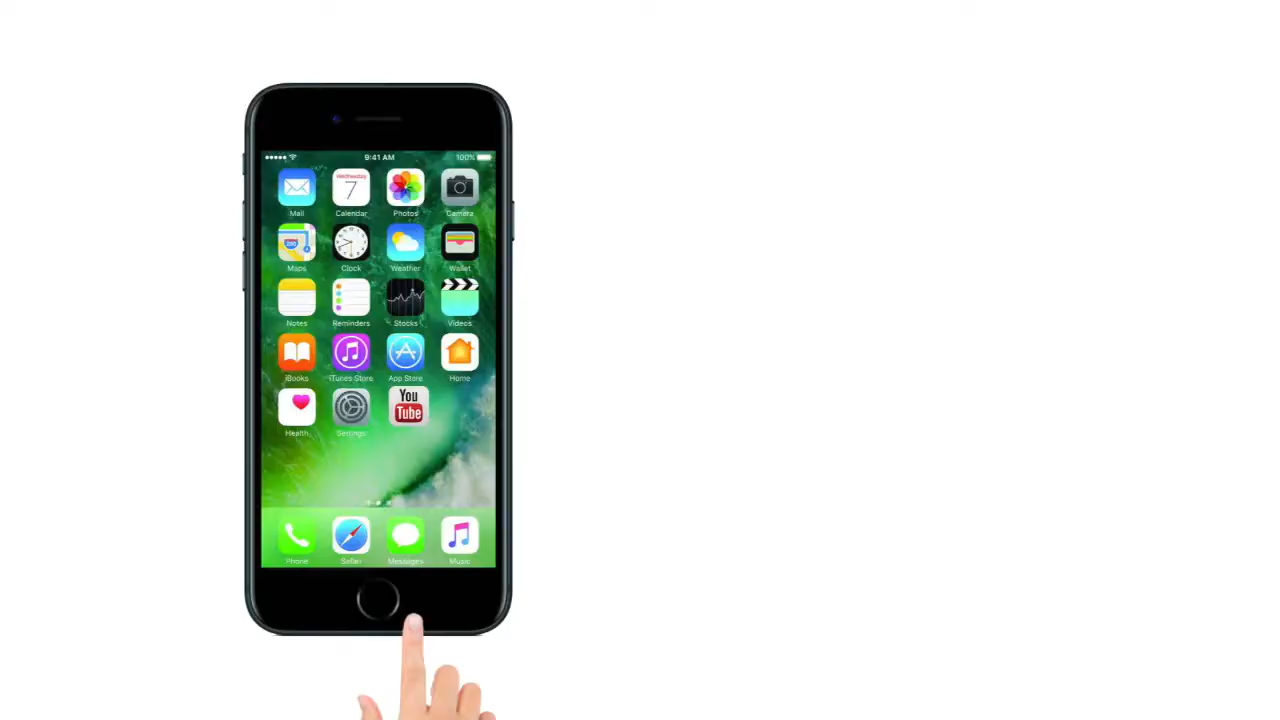 9:41 AM 100%
Wednesday
7
Mail Calendar Photos Camera
280
Maps Clock Weather Wallet
Notes Reminders Stocks Videos
iBooks iTunes Store App Store Home
You
Tube
Health Settings
Phone Safari Messages Music